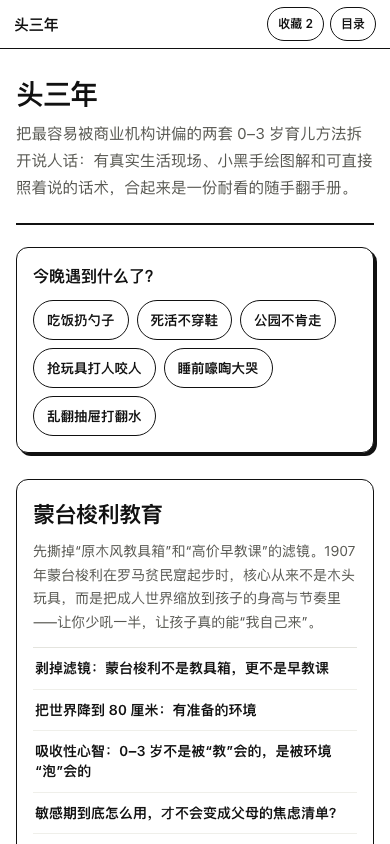 头三年
收藏 2
目录
头三年
把最容易被商业机构讲偏的两套 0–3 岁育儿方法拆
开说人话：有真实生活现场、小黑手绘图解和可直接
照着说的话术，合起来是一份耐看的随手翻手册。
今晚遇到什么了？
吃饭扔勺子
死活不穿鞋
公园不肯走
抢玩具打人咬人
睡前嚎啕大哭
乱翻抽屉打翻水
蒙台梭利教育
先撕掉“原木风教具箱”和“高价早教课”的滤镜。1907
年蒙台梭利在罗马贫民窟起步时，核心从来不是木头
玩具，而是把成人世界缩放到孩子的身高与节奏里
——让你少吼一半，让孩子真的能“我自己来”。
剥掉滤镜：蒙台梭利不是教具箱，更不是早教课
把世界降到 80 厘米：有准备的环境
吸收性心智：0–3 岁不是被“教”会的，是被环境
“泡”会的
敏感期到底怎么用，才不会变成父母的焦虑清单？